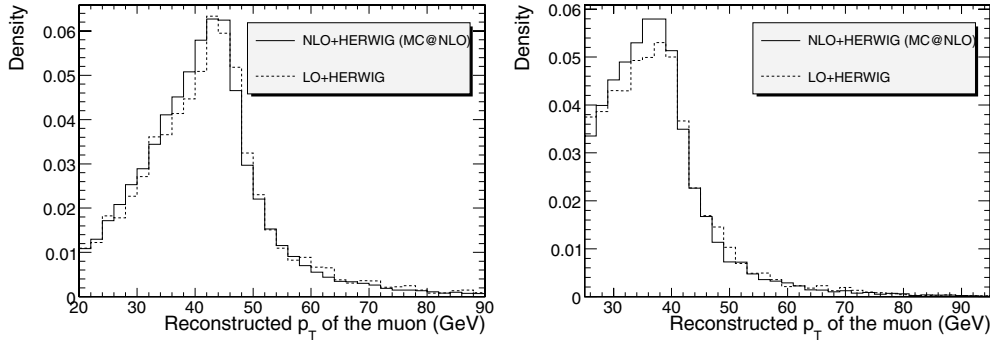 Density
0.06
0.05
0.04
0.03
0.02
0.01
0
NLO+HERWIG (MC@NLO)
LO+HERWIG
20 30 40 50 60 70 80 90
Reconstructed p_T of the muon (GeV)
Density
0.06
0.05
0.04
0.03
0.02
0.01
0
NLO+HERWIG (MC@NLO)
LO+HERWIG
30 40 50 60 70 80 90
Reconstructed p_T of the muon (GeV)